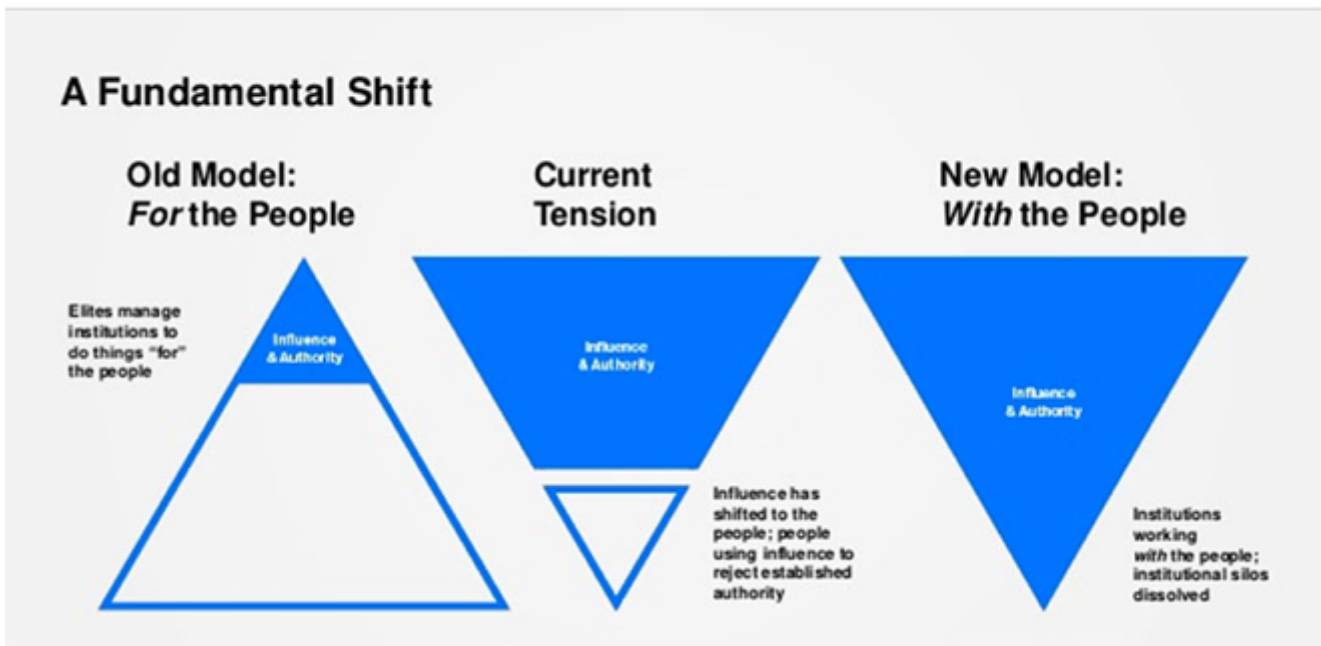 A Fundamental Shift
Old Model:
For the People
Elites manage
institutions to
do things "for"
the people
Influence
& Authority
Current
Tension
Influence
& Authority
Influence has
shifted to the
people; people
using influence to
reject established
authority
New Model:
With the People
Influence
& Authority
Institutions
working
with the people;
institutional silos
dissolved